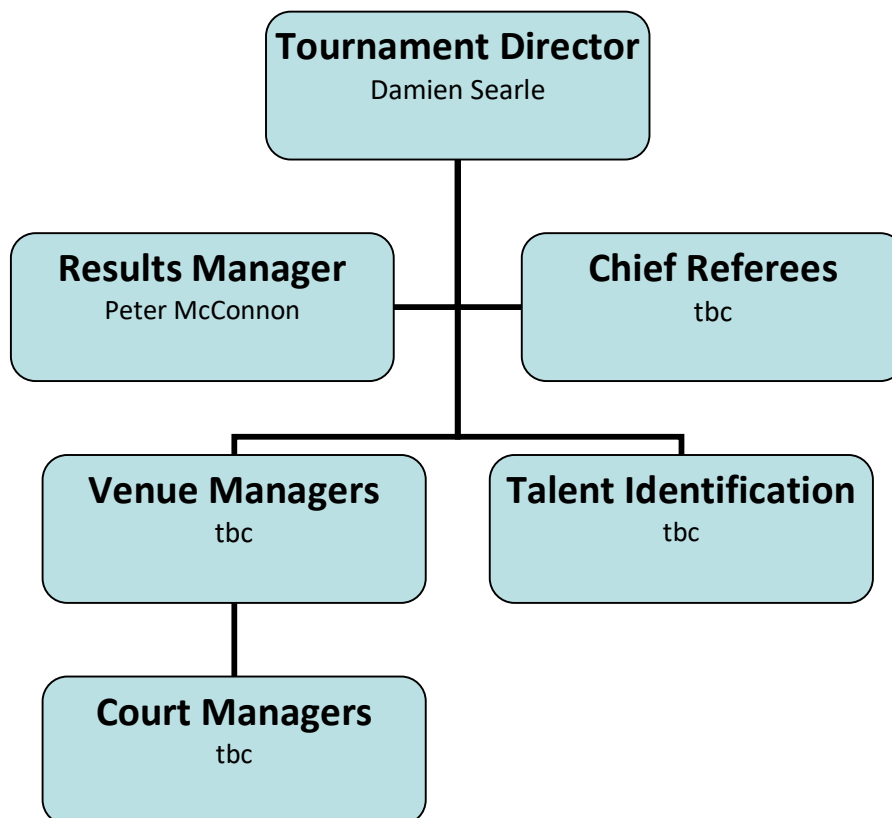 Tournament Director
Damien Searle
Results Manager
Peter McConnon
Chief Referees
tbc
Venue Managers
tbc
Talent Identification
tbc
Court Managers
tbc